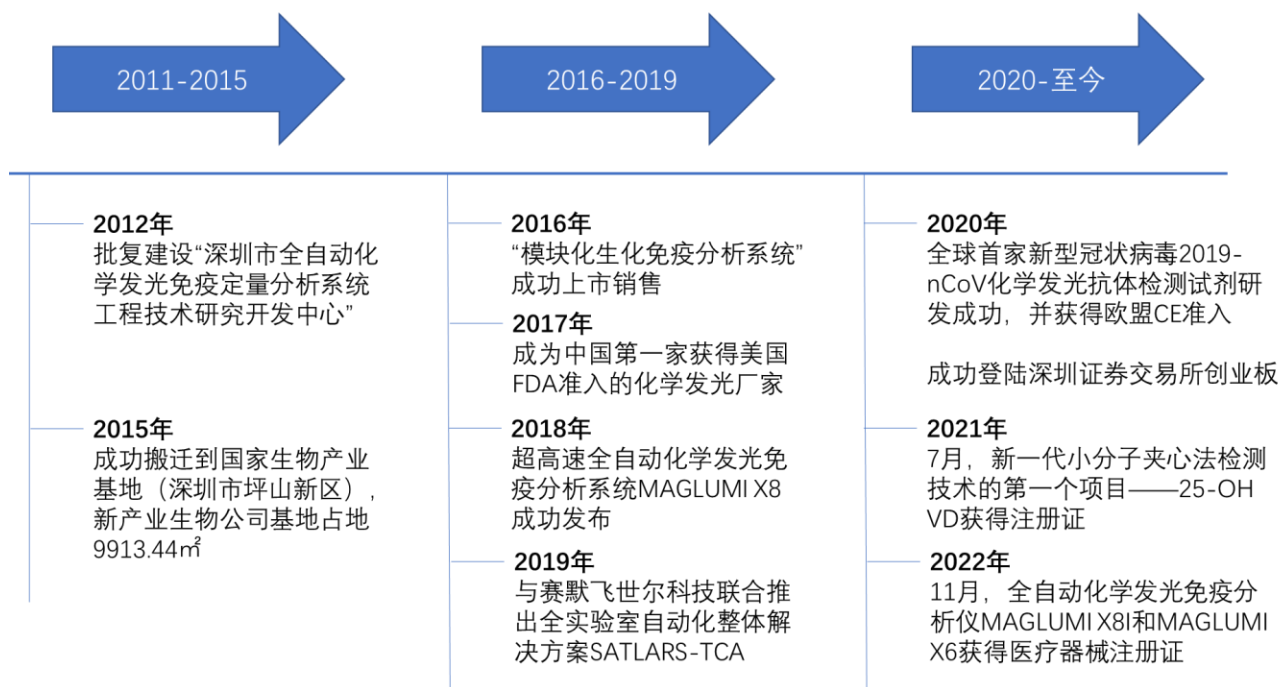 2011-2015
2012年
批复建设“深圳市全自动化
学发光免疫定量分析系统
工程技术研究开发中心”
2015年
成功搬迁到国家生物产业
基地（深圳市坪山新区），
新产业生物公司基地占地
9913.44㎡
2016-2019
2016年
“模块化生化免疫分析系统”
成功上市销售
2017年
成为中国第一家获得美国
FDA准入的化学发光厂家
2018年
超高速全自动化学发光免
疫分析系统MAGLUMI X8
成功发布
2019年
与赛默飞世尔科技联合推
出全实验室自动化整体解
决方案SATLARS-TCA
2020-至今
2020年
全球首家新型冠状病毒2019-
nCoV化学发光抗体检测试剂研
发成功，并获得欧盟CE准入
成功登陆深圳证券交易所创业板
2021年
7月，新一代小分子夹心法检测
技术的第一个项目——25-OH
VD获得注册证
2022年
11月，全自动化学发光免疫分
析仪MAGLUMI X8I和MAGLUMI
X6获得医疗器械注册证